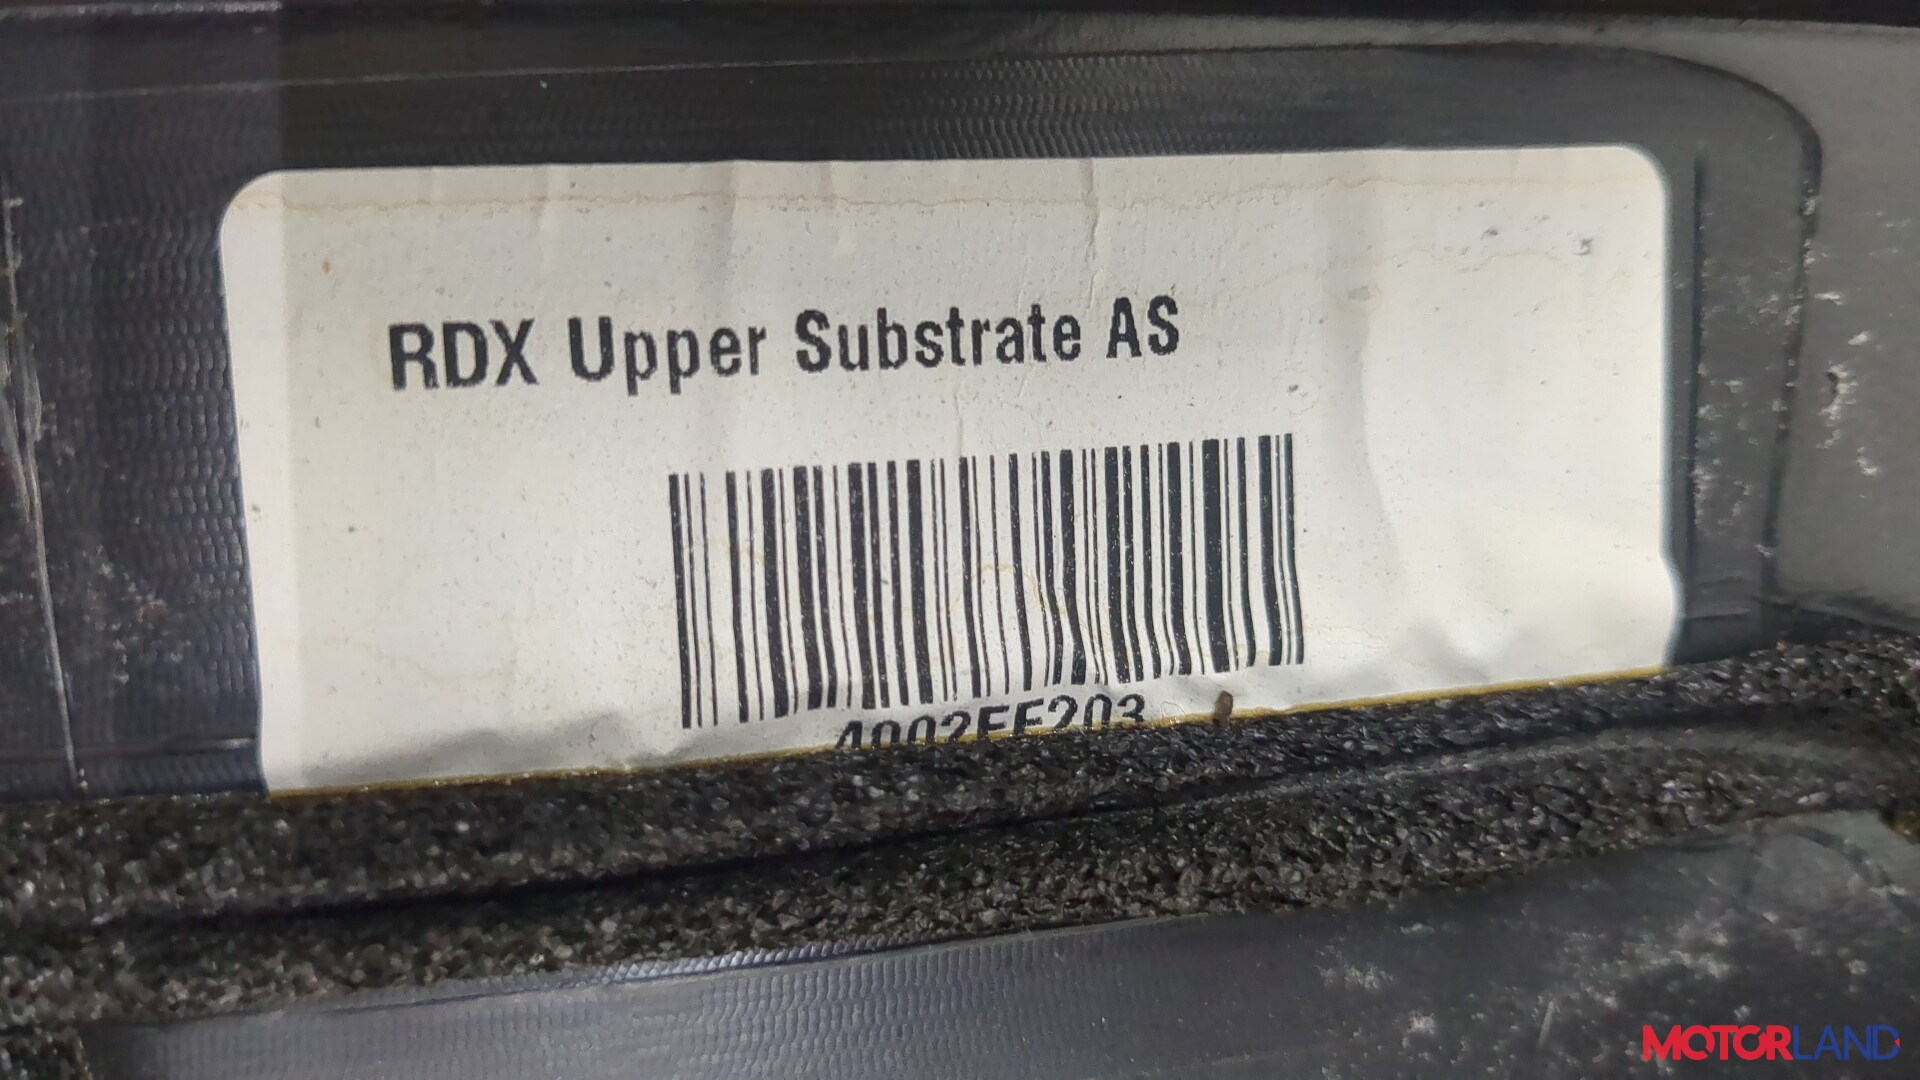 RDX Upper Substrate AS
MOTORLAND